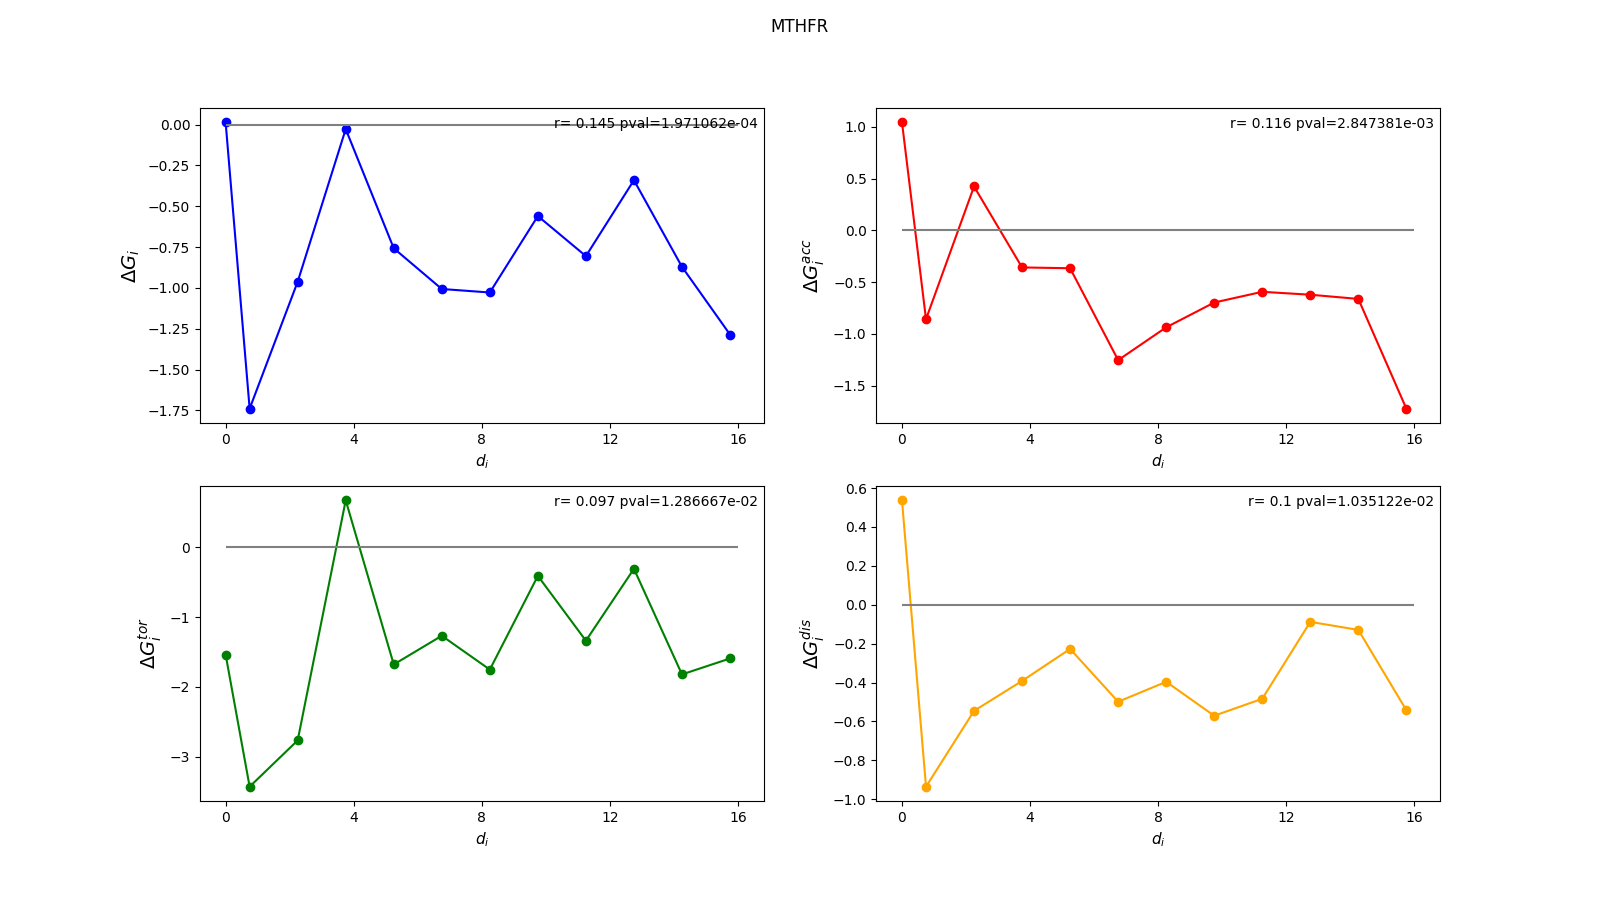 MTHFR
r= 0.145 pval=1.971062e-04
0.00
−0.25
−0.50
−0.75
−1.00
−1.25
−1.50
−1.75
ΔG_i
0 4 8 12 16
d_i
r= 0.116 pval=2.847381e-03
1.0
0.5
0.0
−0.5
−1.0
−1.5
ΔG_i^acc
0 4 8 12 16
d_i
r= 0.097 pval=1.286667e-02
0
−1
−2
−3
ΔG_i^tor
0 4 8 12 16
d_i
r= 0.1 pval=1.035122e-02
0.6
0.4
0.2
0.0
−0.2
−0.4
−0.6
−0.8
−1.0
ΔG_i^dis
0 4 8 12 16
d_i